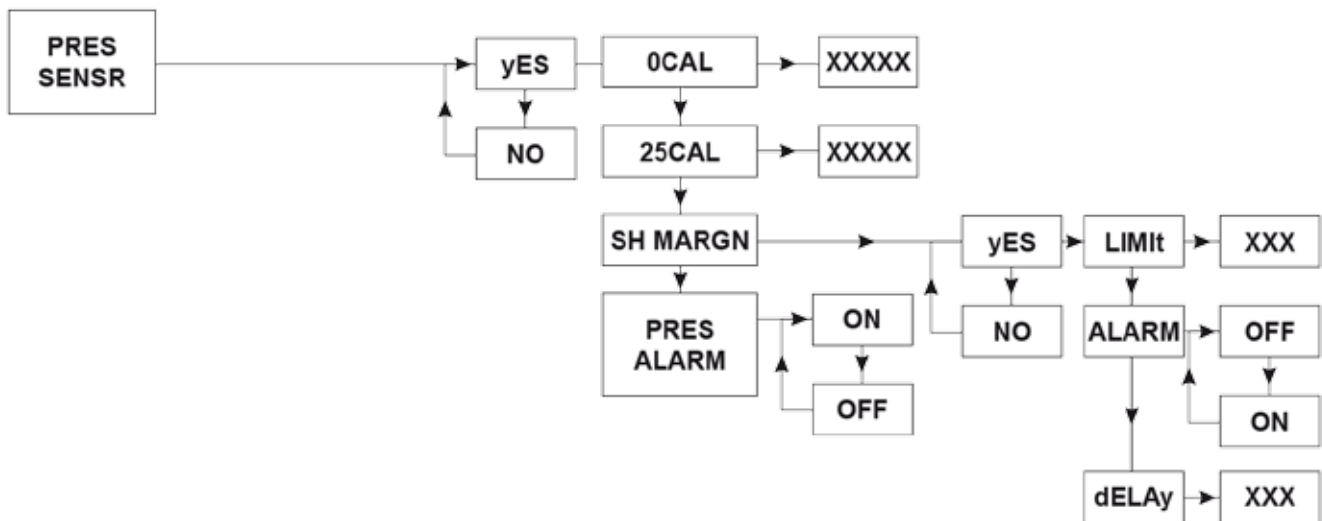 PRES
SENSR
yES
0CAL
XXXXX
NO
25CAL
XXXXX
SH MARGN
yES
LIMIt
XXX
PRES
ALARM
ON
OFF
NO
ALARM
OFF
ON
dELAy
XXX